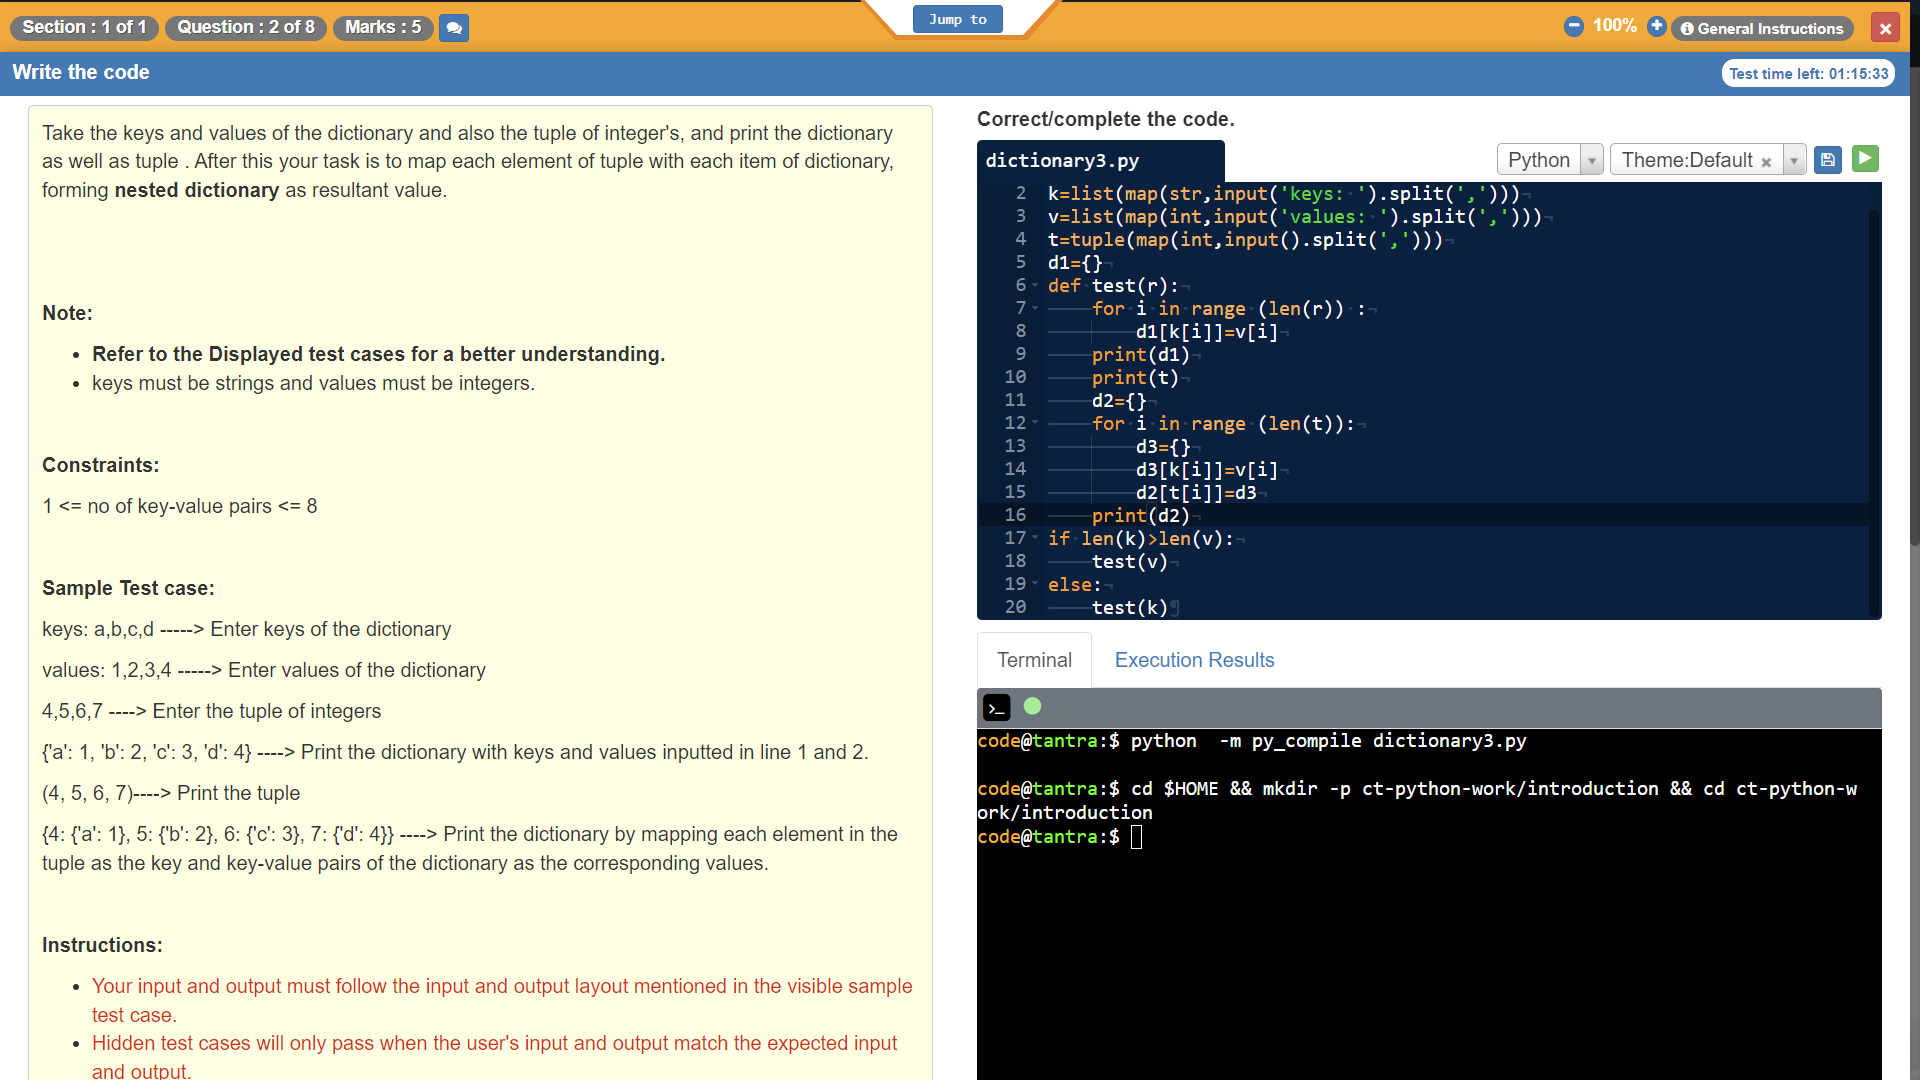 Section : 1 of 1 Question : 2 of 8 Marks : 5
Jump to
100% General Instructions
Write the code
Test time left: 01:15:33
Take the keys and values of the dictionary and also the tuple of integer's, and print the dictionary
as well as tuple . After this your task is to map each element of tuple with each item of dictionary,
forming nested dictionary as resultant value.
Note:
Refer to the Displayed test cases for a better understanding.
keys must be strings and values must be integers.
Constraints:
1 <= no of key-value pairs <= 8
Sample Test case:
keys: a,b,c,d -----> Enter keys of the dictionary
values: 1,2,3,4 -----> Enter values of the dictionary
4,5,6,7 ----> Enter the tuple of integers
{'a': 1, 'b': 2, 'c': 3, 'd': 4} ----> Print the dictionary with keys and values inputted in line 1 and 2.
(4, 5, 6, 7)----> Print the tuple
{4: {'a': 1}, 5: {'b': 2}, 6: {'c': 3}, 7: {'d': 4}} ----> Print the dictionary by mapping each element in the
tuple as the key and key-value pairs of the dictionary as the corresponding values.
Instructions:
Your input and output must follow the input and output layout mentioned in the visible sample
test case.
Hidden test cases will only pass when the user's input and output match the expected input
and output.
Correct/complete the code.
dictionary3.py
Python Theme:Default ×
2 k=list(map(str,input('keys: ').split(',')))
3 v=list(map(int,input('values: ').split(',')))
4 t=tuple(map(int,input().split(',')))
5 d1={}
6 def test(r):
7 for i in range (len(r)) :
8 d1[k[i]]=v[i]
9 print(d1)
10 print(t)
11 d2={}
12 for i in range (len(t)):
13 d3={}
14 d3[k[i]]=v[i]
15 d2[t[i]]=d3
16 print(d2)
17 if len(k)>len(v):
18 test(v)
19 else:
20 test(k)
Terminal Execution Results
code@tantra:$ python  -m py_compile dictionary3.py
code@tantra:$ cd $HOME && mkdir -p ct-python-work/introduction && cd ct-python-w
ork/introduction
code@tantra:$